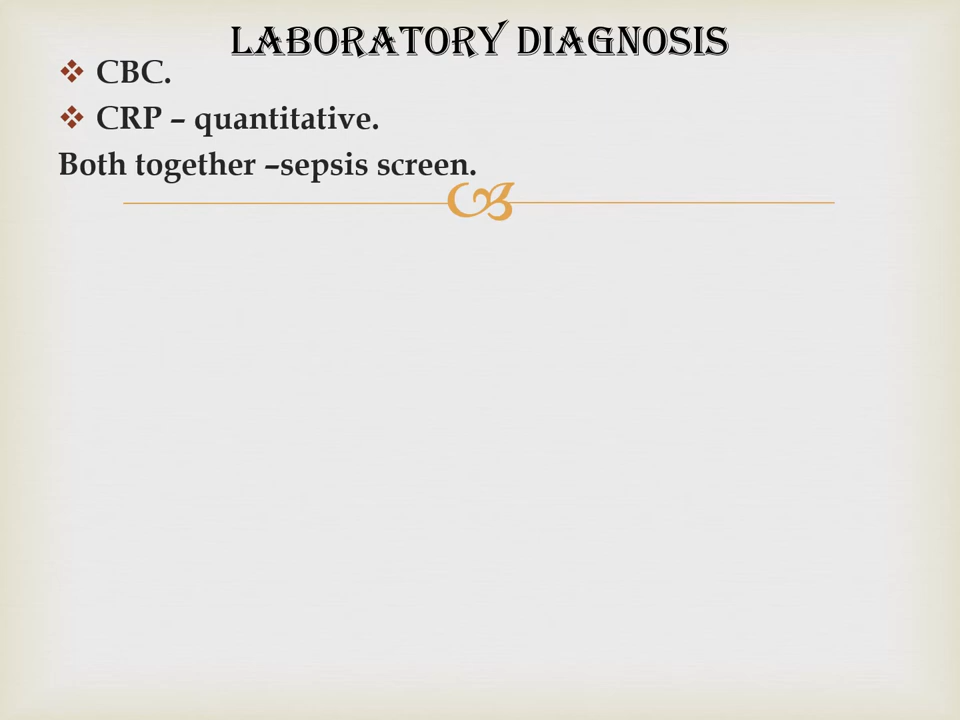 LABORATORY DIAGNOSIS
❖ CBC.
❖ CRP – quantitative.
Both together –sepsis screen.